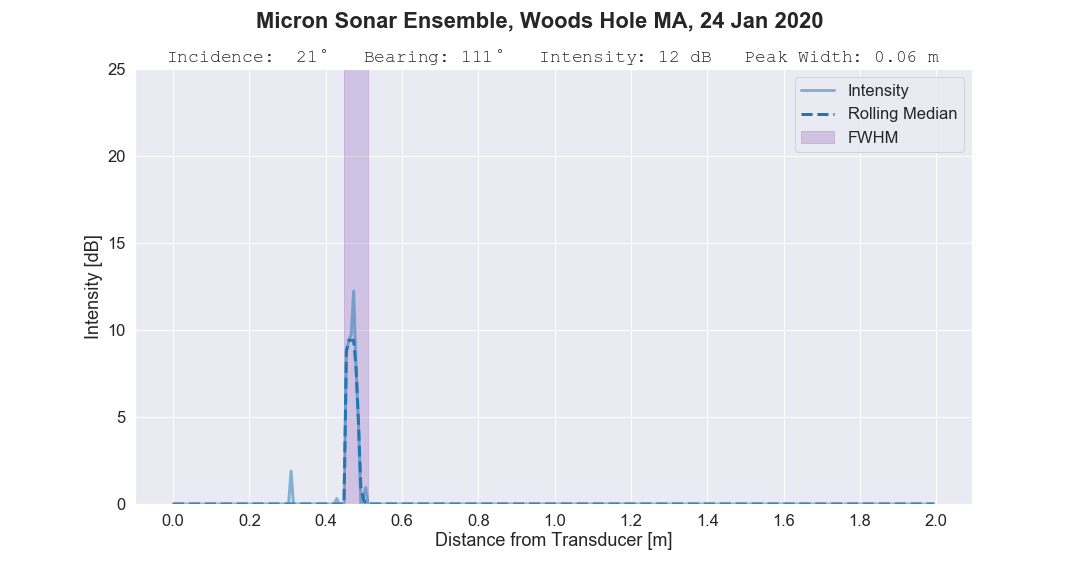 Micron Sonar Ensemble, Woods Hole MA, 24 Jan 2020
Incidence:  21˚   Bearing: 111˚   Intensity: 12 dB   Peak Width: 0.06 m
25
20
15
10
5
0
Intensity [dB]
Intensity
Rolling Median
FWHM
0.0 0.2 0.4 0.6 0.8 1.0 1.2 1.4 1.6 1.8 2.0
Distance from Transducer [m]